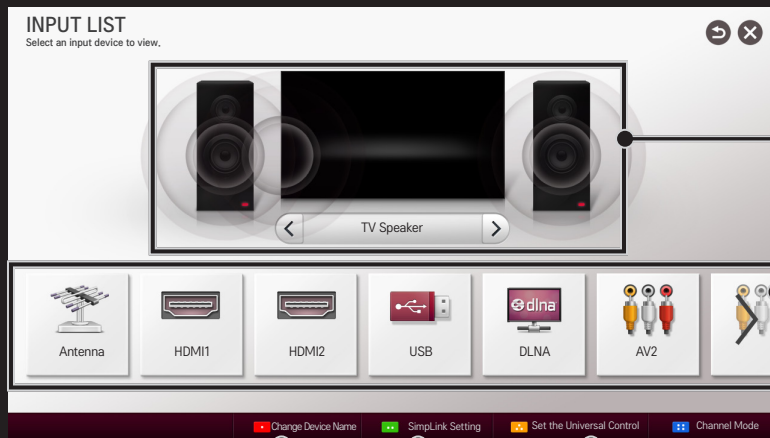 INPUT LIST
Select an input device to view.
TV Speaker
Antenna
HDMI1
HDMI2
USB
dlna
DLNA
AV2
Change Device Name
SimpLink Setting
Set the Universal Control
Channel Mode